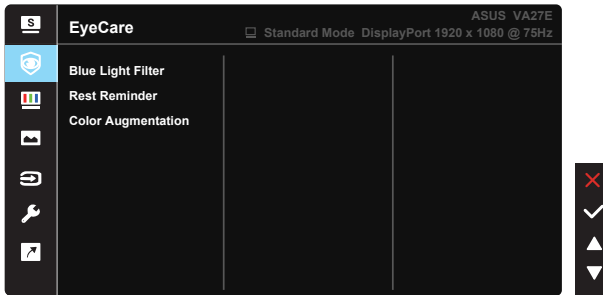 S
EyeCare
ASUS VA27E
Standard Mode DisplayPort 1920 x 1080 @ 75Hz
Blue Light Filter
Rest Reminder
Color Augmentation